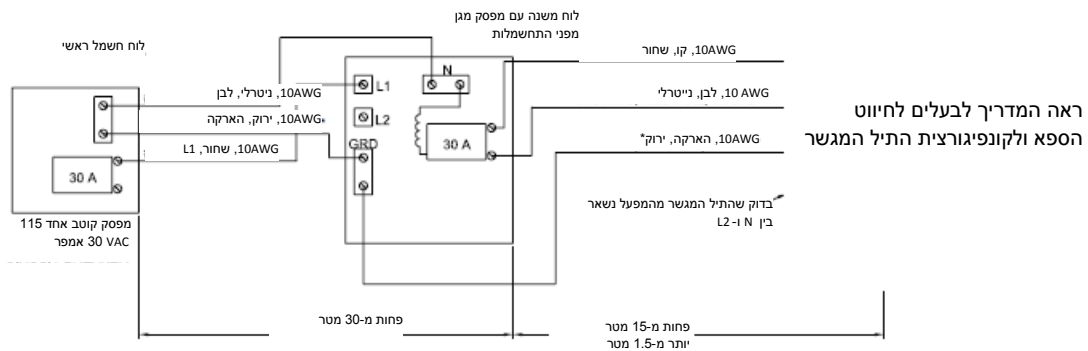 לוח חשמל ראשי
לוח משנה עם מפסק מגן
מפני התחשמלות
10AWG, ניטרלי, לבן
10AWG, ירוק, הארקה
10AWG, שחור, L1
30 A
מפסק קוטב אחד 115
VAC 30 אמפר
L1
L2
GRD
N
30 A
10AWG, קו, שחור
10 AWG, לבן, נייטרלי
10AWG, הארקה, ירוק*
בדוק שהתיל המגשר מהמפעל נשאר
בין N ו-L2
ראה המדריך לבעלים לחיווט
הספא ולקונפיגורצית התיל המגשר
פחות מ-30 מטר
פחות מ-15 מטר
יותר מ-1.5 מטר